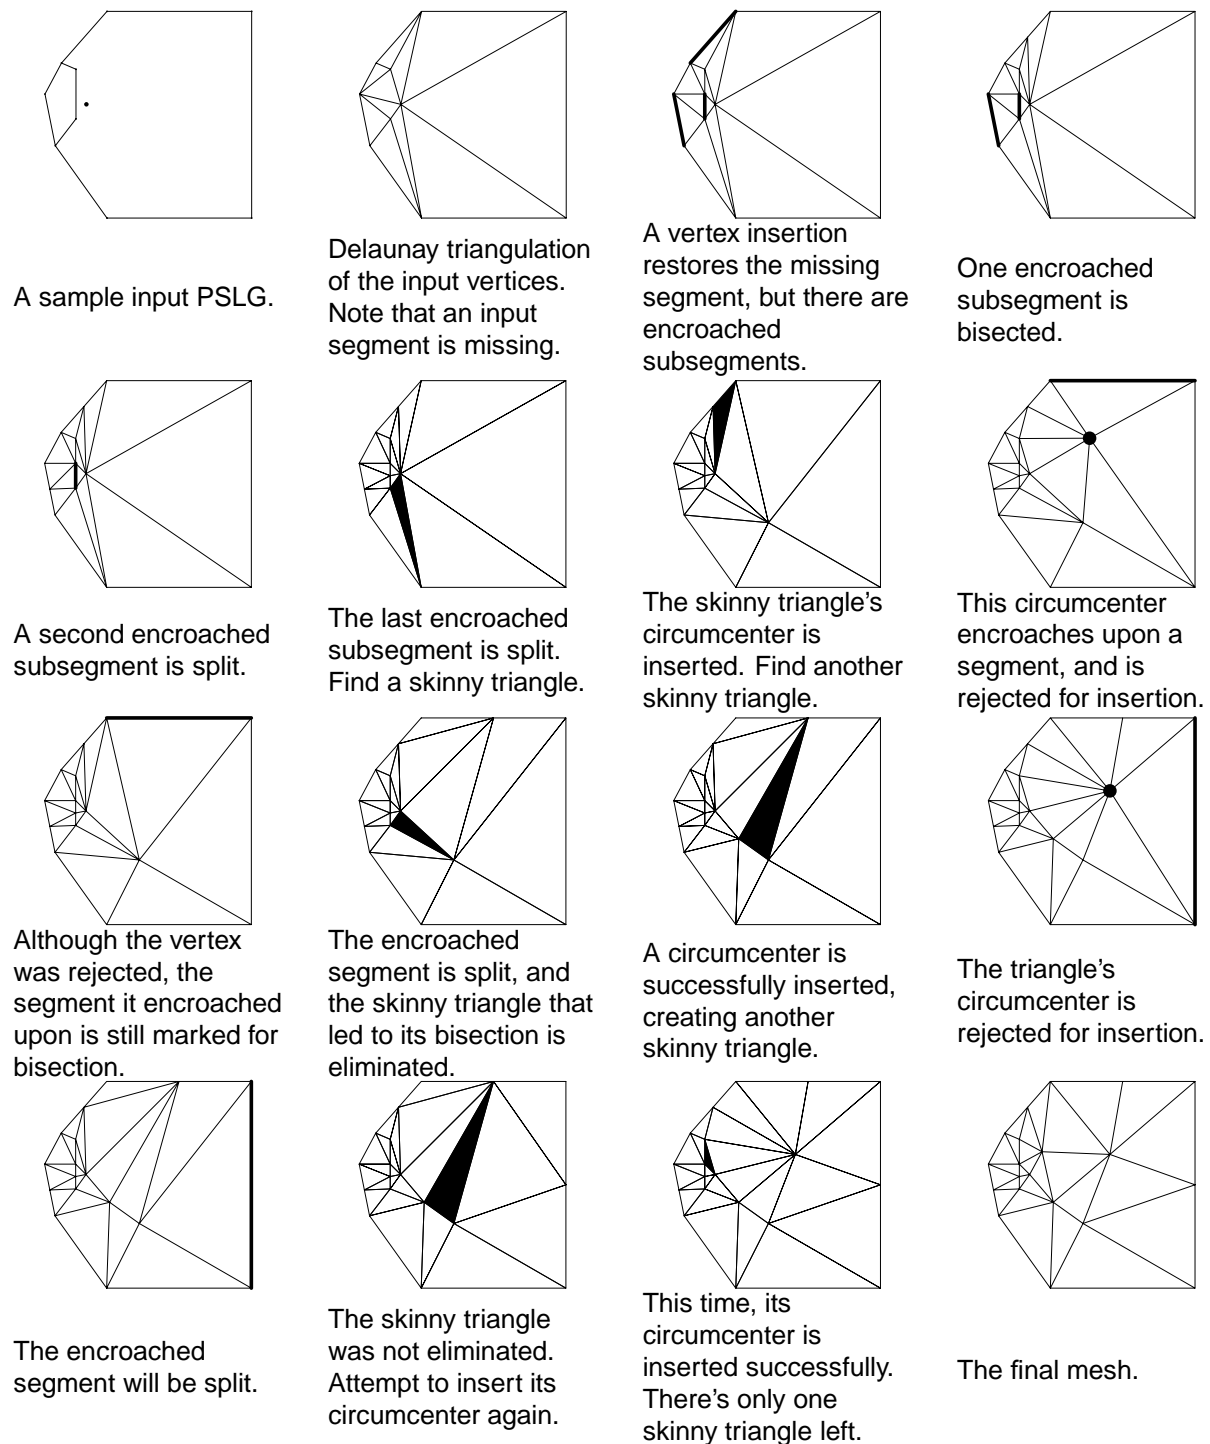 A sample input PSLG.
Delaunay triangulation
of the input vertices.
Note that an input
segment is missing.
A vertex insertion
restores the missing
segment, but there are
encroached
subsegments.
One encroached
subsegment is
bisected.
A second encroached
subsegment is split.
The last encroached
subsegment is split.
Find a skinny triangle.
The skinny triangle’s
circumcenter is
inserted. Find another
skinny triangle.
This circumcenter
encroaches upon a
segment, and is
rejected for insertion.
Although the vertex
was rejected, the
segment it encroached
upon is still marked for
bisection.
The encroached
segment is split, and
the skinny triangle that
led to its bisection is
eliminated.
A circumcenter is
successfully inserted,
creating another
skinny triangle.
The triangle’s
circumcenter is
rejected for insertion.
The encroached
segment will be split.
The skinny triangle
was not eliminated.
Attempt to insert its
circumcenter again.
This time, its
circumcenter is
inserted successfully.
There’s only one
skinny triangle left.
The final mesh.